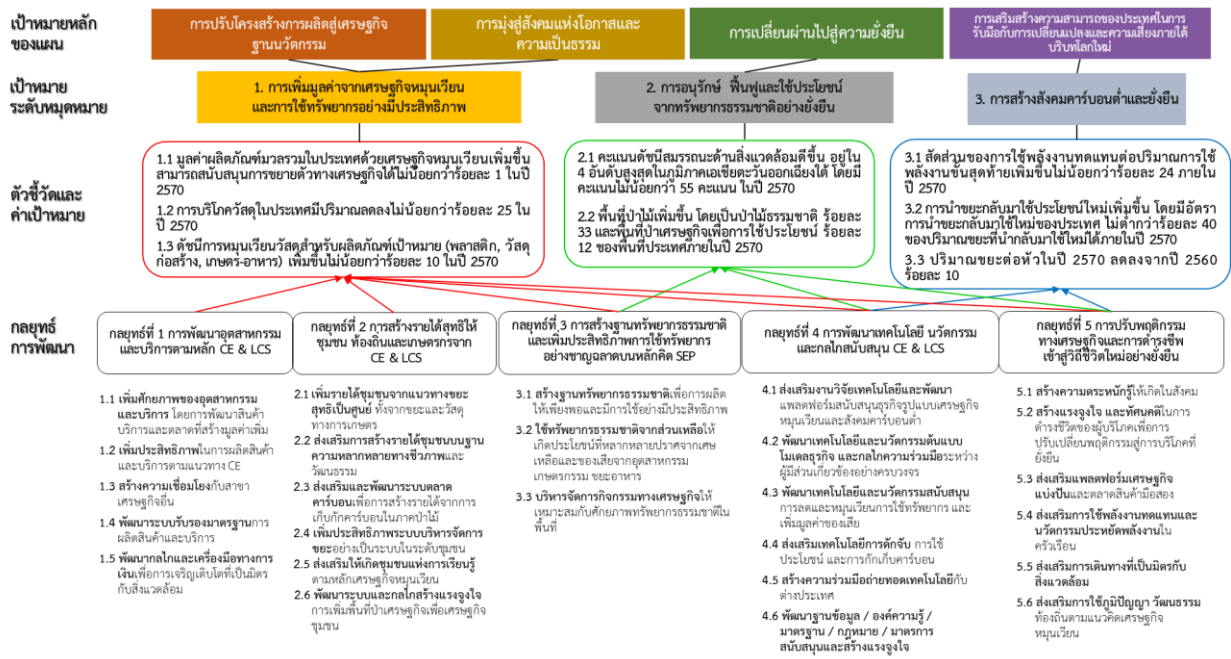 เป้าหมายหลัก
ของแผน
การปรับโครงสร้างการผลิตสู่เศรษฐกิจ
ฐานนวัตกรรม
การมุ่งสู่สังคมแห่งโอกาสและ
ความเป็นธรรม
การเปลี่ยนผ่านไปสู่ความยั่งยืน
การเสริมสร้างความสามารถของประเทศในการ
รับมือกับการเปลี่ยนแปลงและความเสี่ยงภายใต้
บริบทโลกใหม่
เป้าหมาย
ระดับหมุดหมาย
1. การเพิ่มมูลค่าจากเศรษฐกิจหมุนเวียน
และการใช้ทรัพยากรอย่างมีประสิทธิภาพ
2. การอนุรักษ์ ฟื้นฟูและใช้ประโยชน์
จากทรัพยากรธรรมชาติอย่างยั่งยืน
3. การสร้างสังคมคาร์บอนต่ำและยั่งยืน
ตัวชี้วัดและ
ค่าเป้าหมาย
1.1 มูลค่าผลิตภัณฑ์มวลรวมในประเทศด้วยเศรษฐกิจหมุนเวียนเพิ่มขึ้น
สามารถสนับสนุนการขยายตัวทางเศรษฐกิจได้ไม่น้อยกว่าร้อยละ 1 ในปี
2570
1.2 การบริโภควัสดุในประเทศมีปริมาณลดลงไม่น้อยกว่าร้อยละ 25 ใน
ปี 2570
1.3 ดัชนีการหมุนเวียนวัสดุสำหรับผลิตภัณฑ์เป้าหมาย (พลาสติก, วัสดุ
ก่อสร้าง, เกษตร-อาหาร) เพิ่มขึ้นไม่น้อยกว่าร้อยละ 10 ในปี 2570
2.1 คะแนนดัชนีสมรรถนะด้านสิ่งแวดล้อมดีขึ้น อยู่ใน
4 อันดับสูงสุดในภูมิภาคเอเชียตะวันออกเฉียงใต้ โดยมี
คะแนนไม่น้อยกว่า 55 คะแนน ในปี 2570
2.2 พื้นที่ป่าไม้เพิ่มขึ้น โดยเป็นป่าไม้ธรรมชาติ ร้อยละ
33 และพื้นที่ป่าเศรษฐกิจเพื่อการใช้ประโยชน์ ร้อยละ
12 ของพื้นที่ประเทศภายในปี 2570
3.1 สัดส่วนของการใช้พลังงานทดแทนต่อปริมาณการใช้
พลังงานขั้นสุดท้ายเพิ่มขึ้นไม่น้อยกว่าร้อยละ 24 ภายในปี
2570
3.2 การนำขยะกลับมาใช้ประโยชน์ใหม่เพิ่มขึ้น โดยมีอัตรา
การนำขยะกลับมาใช้ใหม่ของประเทศ ไม่ต่ำกว่าร้อยละ 40
ของปริมาณขยะที่นำกลับมาใช้ใหม่ได้ภายในปี 2570
3.3 ปริมาณขยะต่อหัวในปี 2570 ลดลงจากปี 2560
ร้อยละ 10
กลยุทธ์
การพัฒนา
กลยุทธ์ที่ 1 การพัฒนาอุตสาหกรรม
และบริการตามหลัก CE & LCS
1.1 เพิ่มศักยภาพของอุตสาหกรรม
และบริการ โดยการพัฒนาสินค้า
บริการและตลาดที่สร้างมูลค่าเพิ่ม
1.2 เพิ่มประสิทธิภาพในการผลิตสินค้า
และบริการตามแนวทาง CE
1.3 สร้างความเชื่อมโยงกับสาขา
เศรษฐกิจอื่น
1.4 พัฒนาระบบรับรองมาตรฐานการ
ผลิตสินค้าและบริการ
1.5 พัฒนากลไกและเครื่องมือทางการ
เงินเพื่อการเจริญเติบโตที่เป็นมิตร
กับสิ่งแวดล้อม
กลยุทธ์ที่ 2 การสร้างรายได้สุทธิให้
ชุมชน ท้องถิ่นและเกษตรกรจาก
CE & LCS
2.1 เพิ่มรายได้ชุมชนจากแนวทางขยะ
สุทธิเป็นศูนย์ ทั้งจากขยะและวัสดุ
ทางการเกษตร
2.2 ส่งเสริมการสร้างรายได้ชุมชนบนฐาน
ความหลากหลายทางชีวภาพและ
วัฒนธรรม
2.3 ส่งเสริมและพัฒนาระบบตลาด
คาร์บอนเพื่อการสร้างรายได้จากการ
เก็บกักคาร์บอนในภาคป่าไม้
2.4 เพิ่มประสิทธิภาพระบบบริหารจัดการ
ขยะอย่างเป็นระบบในระดับชุมชน
2.5 ส่งเสริมให้เกิดชุมชนแห่งการเรียนรู้
ตามหลักเศรษฐกิจหมุนเวียน
2.6 พัฒนาระบบและกลไกสร้างแรงจูงใจ
การเพิ่มพื้นที่ป่าเศรษฐกิจเพื่อเศรษฐกิจ
ชุมชน
กลยุทธ์ที่ 3 การสร้างฐานทรัพยากรธรรมชาติ
และเพิ่มประสิทธิภาพการใช้ทรัพยากร
อย่างชาญฉลาดบนหลักคิด SEP
3.1 สร้างฐานทรัพยากรธรรมชาติเพื่อการผลิต
ให้เพียงพอและมีการใช้อย่างมีประสิทธิภาพ
3.2 ใช้ทรัพยากรธรรมชาติจากส่วนเหลือให้
เกิดประโยชน์ที่หลากหลายปราศจากเศษ
เหลือและของเสียจากอุตสาหกรรม
เกษตรกรรม ขยะอาหาร
3.3 บริหารจัดการกิจกรรมทางเศรษฐกิจให้
เหมาะสมกับศักยภาพทรัพยากรธรรมชาติใน
พื้นที่
กลยุทธ์ที่ 4 การพัฒนาเทคโนโลยี นวัตกรรม
และกลไกสนับสนุน CE & LCS
4.1 ส่งเสริมงานวิจัยเทคโนโลยีและพัฒนา
แพลตฟอร์มสนับสนุนธุรกิจรูปแบบเศรษฐกิจ
หมุนเวียนและสังคมคาร์บอนต่ำ
4.2 พัฒนาเทคโนโลยีและนวัตกรรมต้นแบบ
โมเดลธุรกิจ และกลไกความร่วมมือระหว่าง
ผู้มีส่วนเกี่ยวข้องอย่างครบวงจร
4.3 พัฒนาเทคโนโลยีและนวัตกรรมสนับสนุน
การลดและหมุนเวียนการใช้ทรัพยากร และ
เพิ่มมูลค่าของเสีย
4.4 ส่งเสริมเทคโนโลยีการดักจับ การใช้
ประโยชน์ และการกักเก็บคาร์บอน
4.5 สร้างความร่วมมือถ่ายทอดเทคโนโลยีกับ
ต่างประเทศ
4.6 พัฒนาฐานข้อมูล / องค์ความรู้ /
มาตรฐาน / กฎหมาย / มาตรการ
สนับสนุนและสร้างแรงจูงใจ
กลยุทธ์ที่ 5 การปรับพฤติกรรม
ทางเศรษฐกิจและการดำรงชีพ
เข้าสู่วิถีชีวิตใหม่อย่างยั่งยืน
5.1 สร้างความตระหนักรู้ให้เกิดในสังคม
5.2 สร้างแรงจูงใจ และทัศนคติในการ
ดำรงชีวิตของผู้บริโภคเพื่อการ
ปรับเปลี่ยนพฤติกรรมสู่การบริโภคที่
ยั่งยืน
5.3 ส่งเสริมแพลตฟอร์มเศรษฐกิจ
แบ่งปันและตลาดสินค้ามือสอง
5.4 ส่งเสริมการใช้พลังงานทดแทนและ
นวัตกรรมประหยัดพลังงานใน
ครัวเรือน
5.5 ส่งเสริมการเดินทางที่เป็นมิตรกับ
สิ่งแวดล้อม
5.6 ส่งเสริมการใช้ภูมิปัญญา วัฒนธรรม
ท้องถิ่นตามแนวคิดเศรษฐกิจ
หมุนเวียน